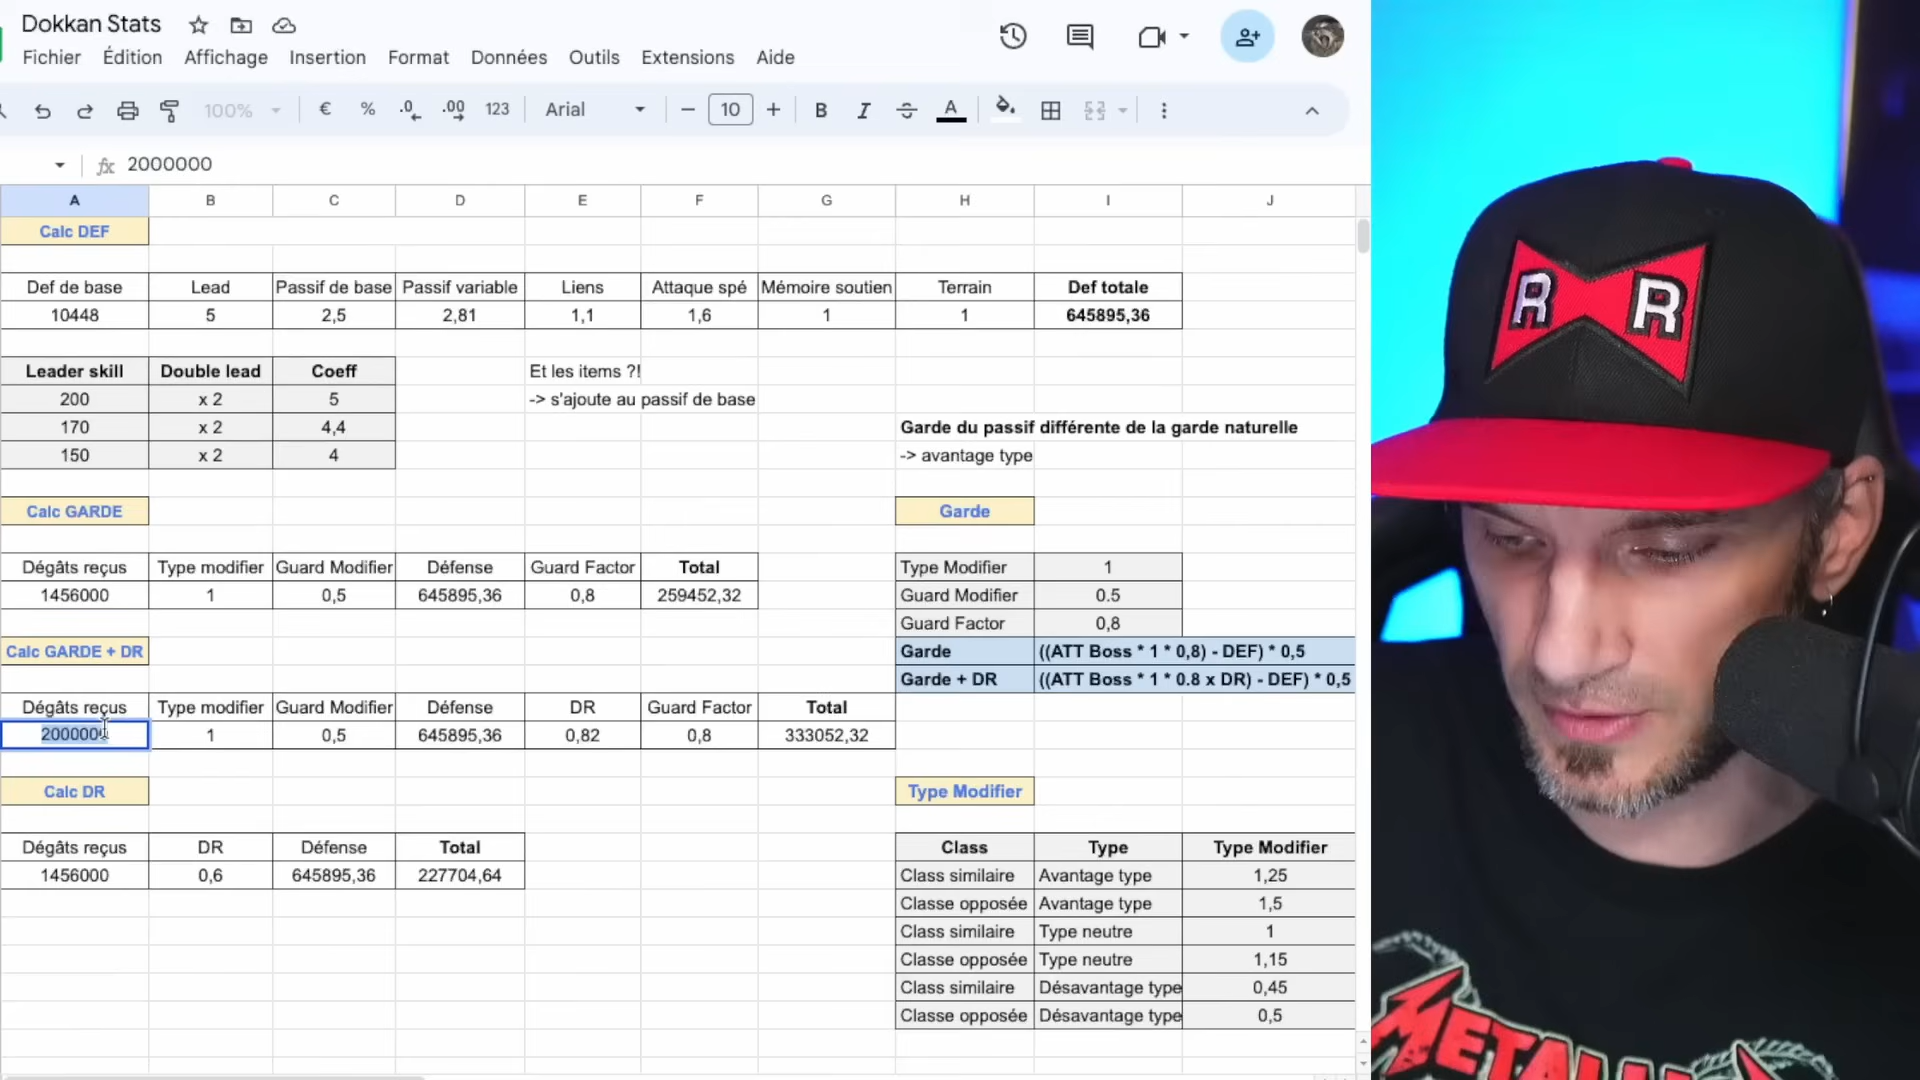 Dokkan Stats
Fichier Édition Affichage Insertion Format Données Outils Extensions Aide
100% € % .0 .00 123 Arial 10 B I S A
fx 2000000
A B C D E F G H I J
Calc DEF
Def de base Lead Passif de base Passif variable Liens Attaque spé Mémoire soutien Terrain Def totale
10448 5 2,5 2,81 1,1 1,6 1 1 645895,36
Leader skill Double lead Coeff Et les items ?!
200 x 2 5 -> s'ajoute au passif de base
170 x 2 4,4 Garde du passif différente de la garde naturelle
150 x 2 4 -> avantage type
Calc GARDE Garde
Dégâts reçus Type modifier Guard Modifier Défense Guard Factor Total Type Modifier 1
1456000 1 0,5 645895,36 0,8 259452,32 Guard Modifier 0.5
Guard Factor 0,8
Calc GARDE + DR Garde ((ATT Boss * 1 * 0,8) - DEF) * 0,5
Garde + DR ((ATT Boss * 1 * 0.8 x DR) - DEF) * 0,5
Dégâts reçus Type modifier Guard Modifier Défense DR Guard Factor Total
2000000 1 0,5 645895,36 0,82 0,8 333052,32
Calc DR Type Modifier
Dégâts reçus DR Défense Total Class Type Type Modifier
1456000 0,6 645895,36 227704,64 Class similaire Avantage type 1,25
Classe opposée Avantage type 1,5
Class similaire Type neutre 1
Classe opposée Type neutre 1,15
Class similaire Désavantage type 0,45
Classe opposée Désavantage type 0,5
R R